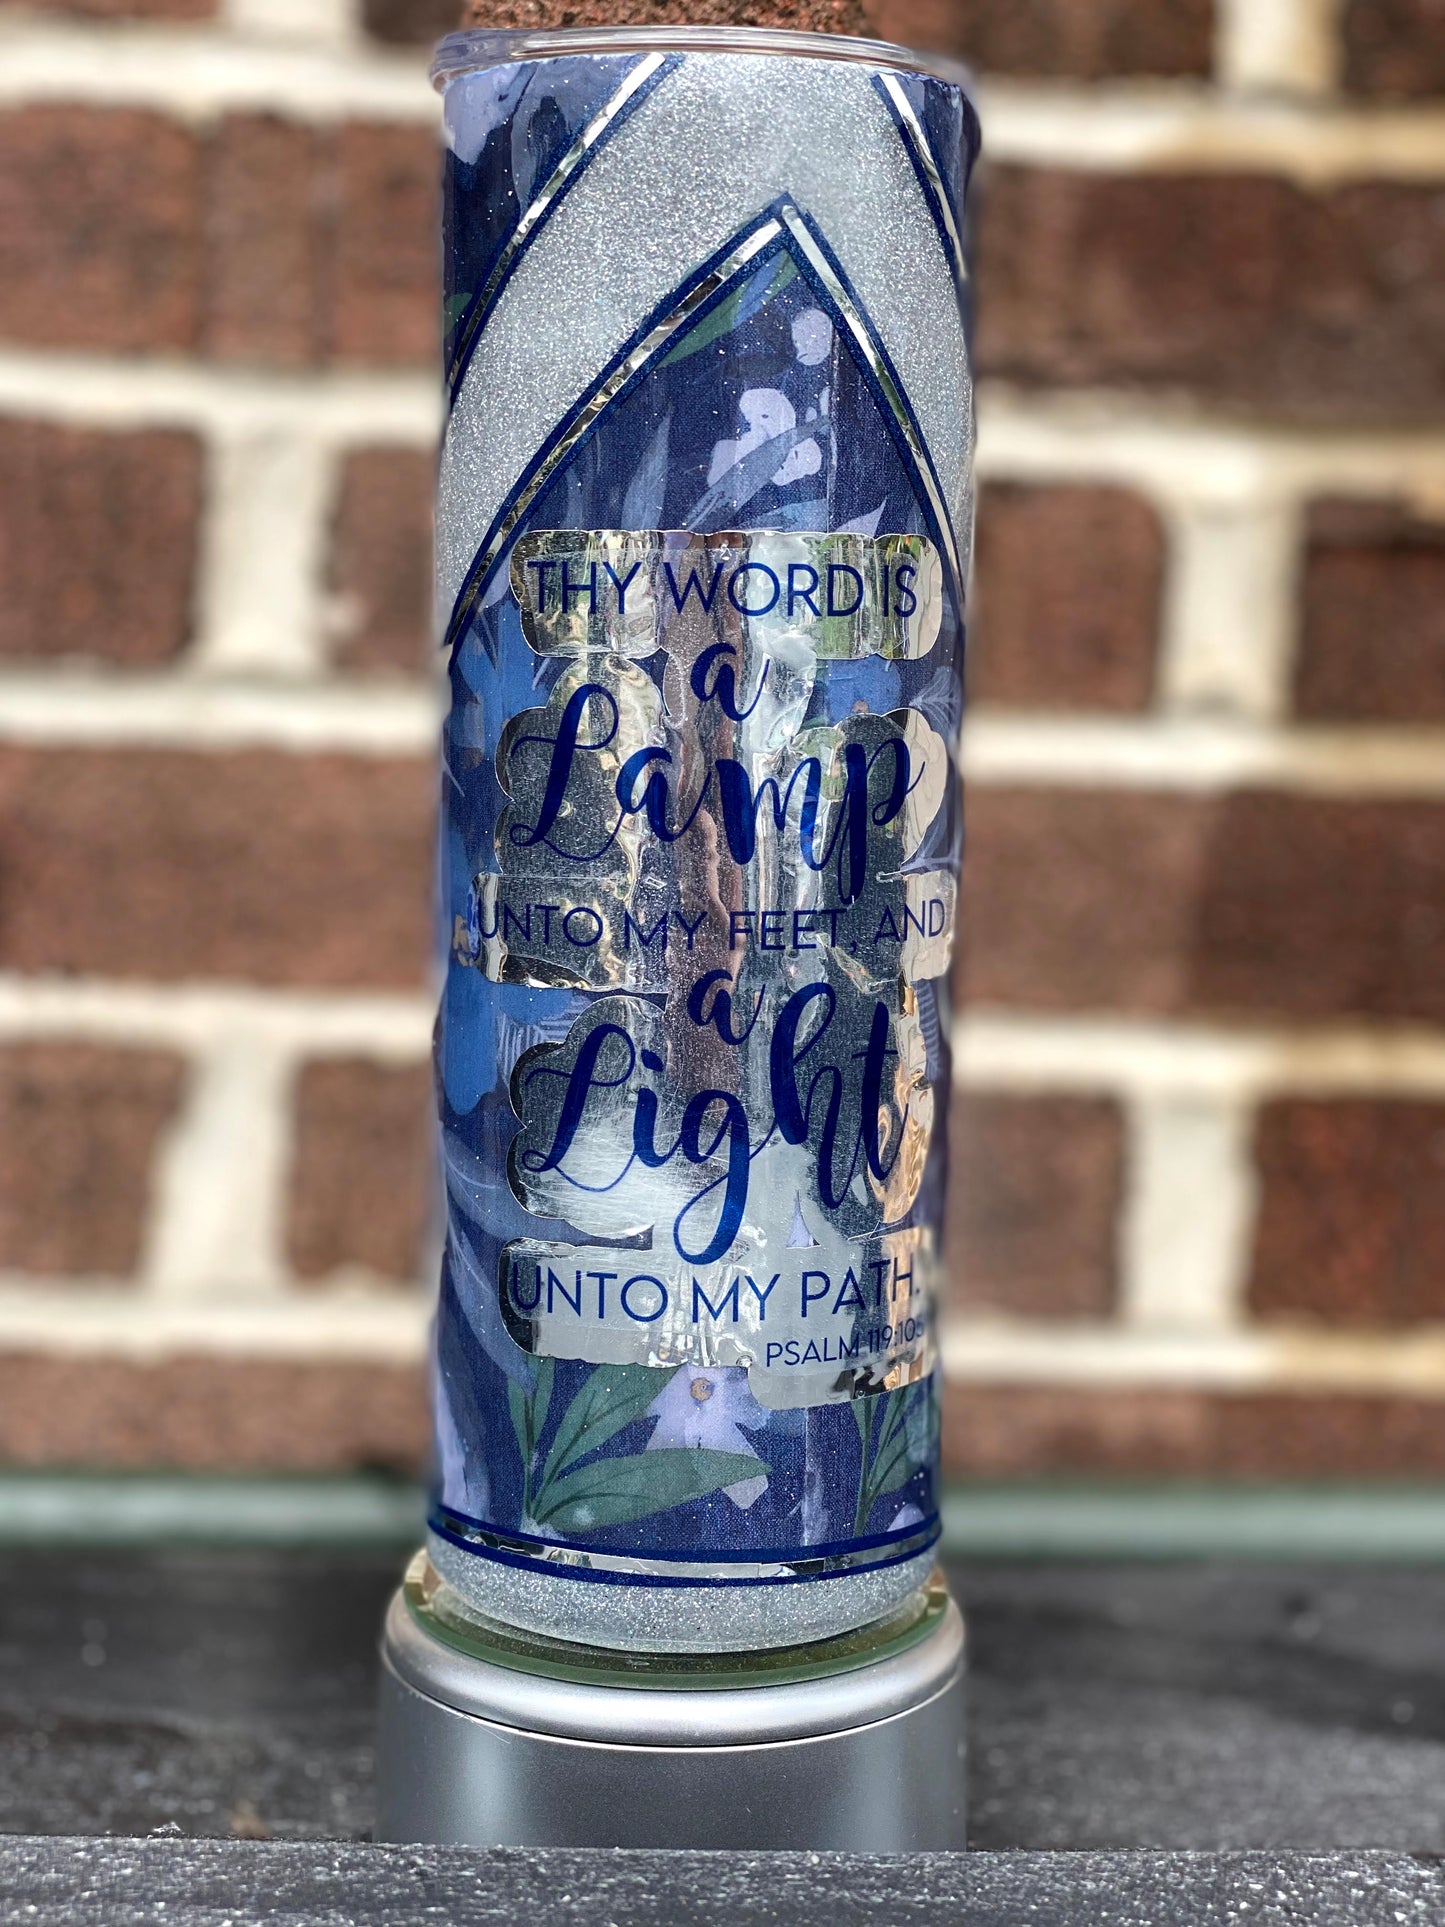 THY WORD IS
a
Lamp
UNTO MY FEET, AND
a
Light
UNTO MY PATH.
PSALM 119:105